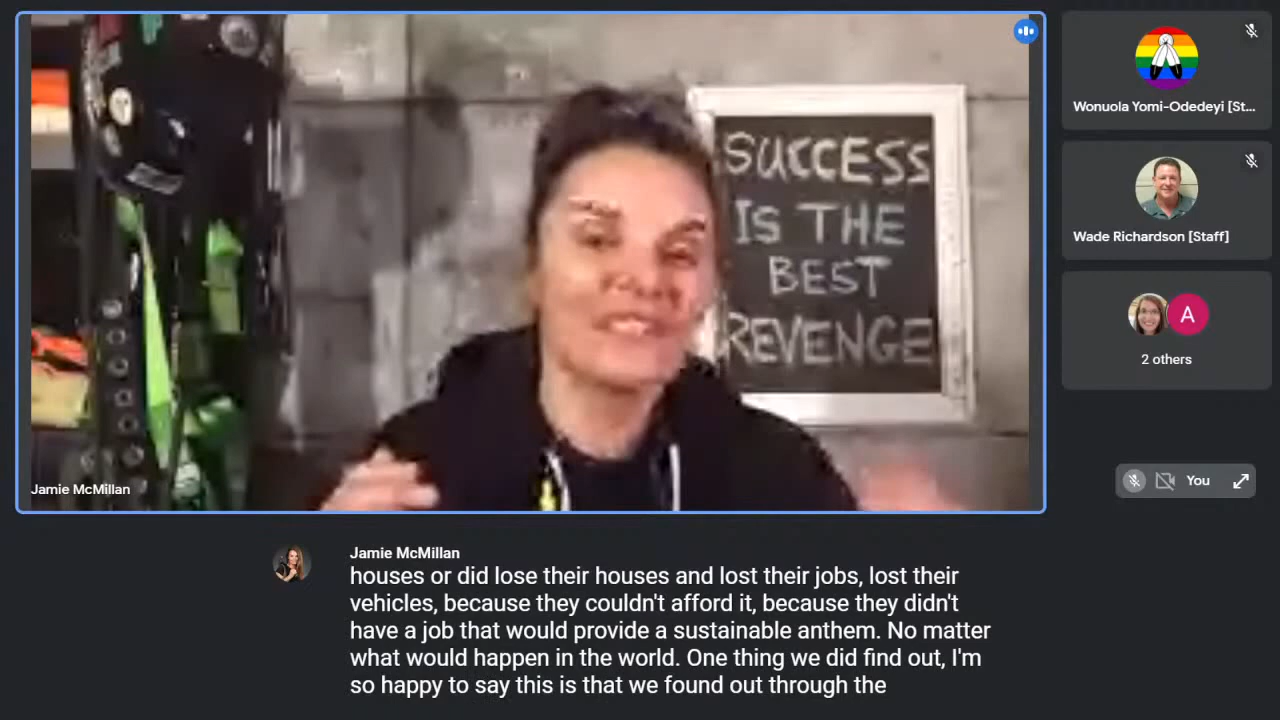 SUCCESS
IS THE
BEST
REVENGE
Jamie McMillan
Wonuola Yomi-Odedeyi [St...
Wade Richardson [Staff]
A
2 others
You
Jamie McMillan
houses or did lose their houses and lost their jobs, lost their
vehicles, because they couldn't afford it, because they didn't
have a job that would provide a sustainable anthem. No matter
what would happen in the world. One thing we did find out, I'm
so happy to say this is that we found out through the